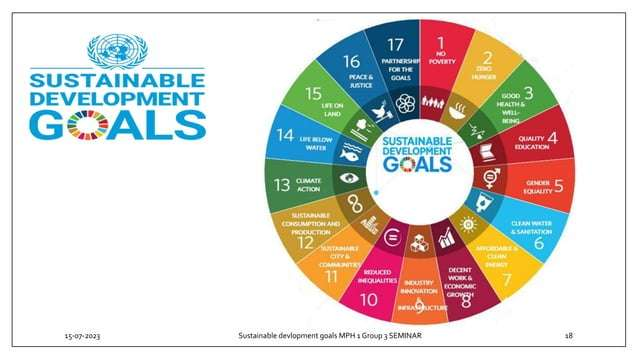 SUSTAINABLE
DEVELOPMENT
GOALS
1
NO
POVERTY
2
ZERO
HUNGER
3
GOOD
HEALTH &
WELL-
BEING
4
QUALITY
EDUCATION
5
GENDER
EQUALITY
6
CLEAN WATER
& SANITATION
7
AFFORDABLE &
CLEAN
ENERGY
8
DECENT
WORK &
ECONOMIC
GROWTH
9
INDUSTRY
INNOVATION
INFRASTRUCTURE
10
REDUCED
INEQUALITIES
11
SUSTAINABLE
CITY &
COMMUNITIES
12
SUSTAINABLE
CONSUMPTION AND
PRODUCTION
13
CLIMATE
ACTION
14
LIFE BELOW
WATER
15
LIFE ON
LAND
16
PEACE &
JUSTICE
17
PARTNERSHIP
FOR THE
GOALS
SUSTAINABLE
DEVELOPMENT
GOALS
15-07-2023
Sustainable devlopment goals MPH 1 Group 3 SEMINAR
18